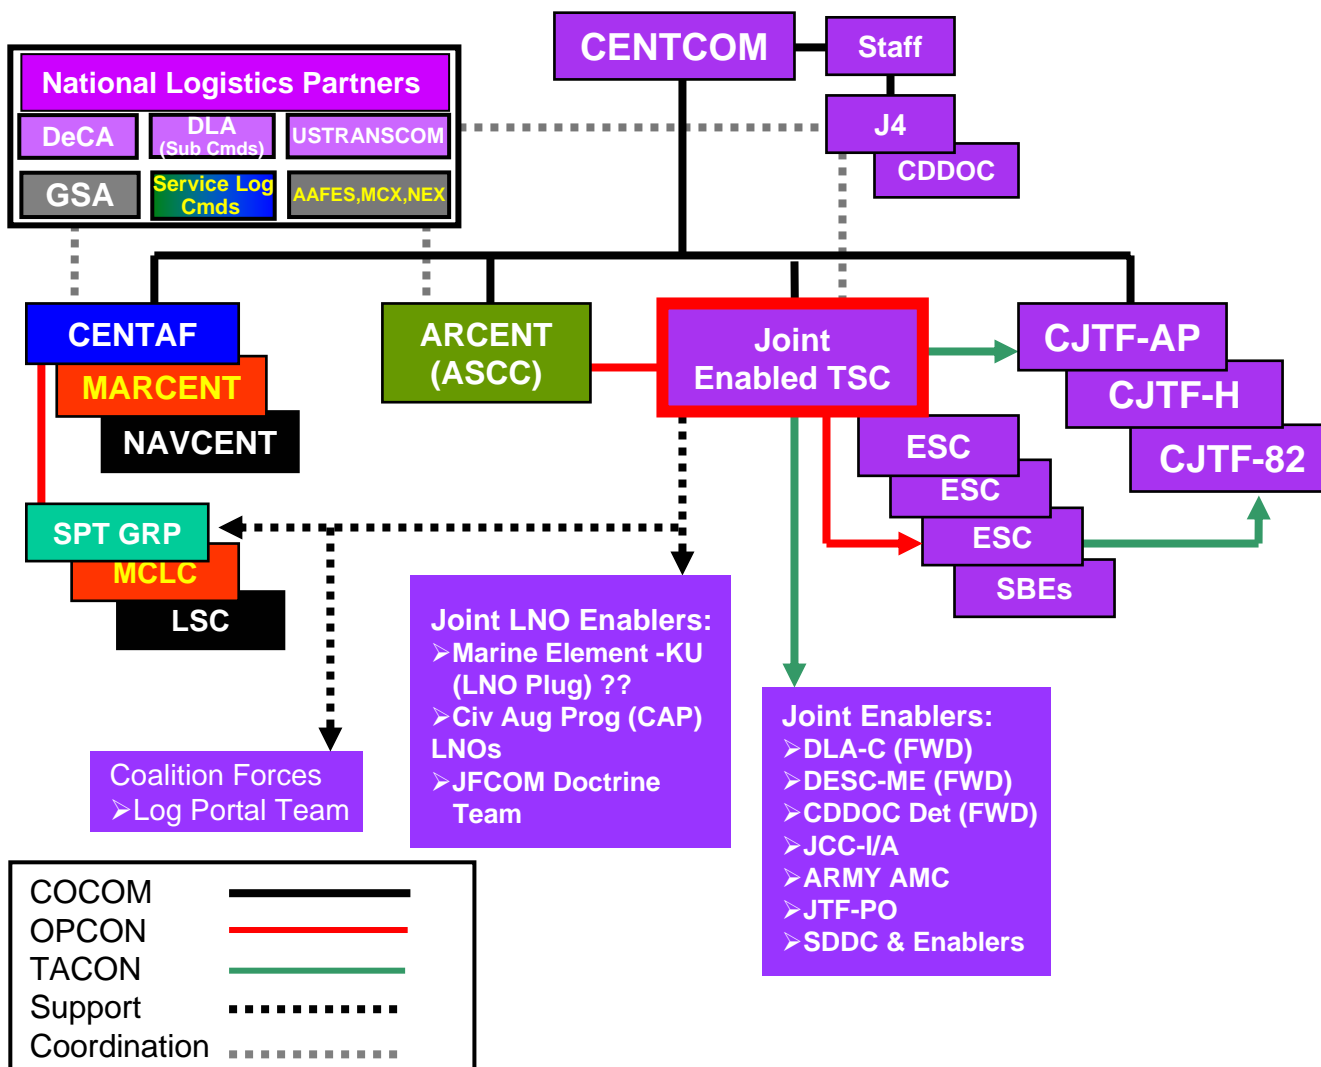 CENTCOM
Staff
J4
CDDOC
National Logistics Partners
DeCA
DLA
(Sub Cmds)
USTRANSCOM
GSA
Service Log
Cmds
AAFES,MCX,NEX
CENTAF
MARCENT
NAVCENT
ARCENT
(ASCC)
Joint
Enabled TSC
CJTF-AP
CJTF-H
CJTF-82
ESC
ESC
ESC
SBEs
SPT GRP
MCLC
LSC
Joint LNO Enablers:
➢Marine Element -KU
(LNO Plug) ??
➢Civ Aug Prog (CAP)
LNOs
➢JFCOM Doctrine
Team
Coalition Forces
➢Log Portal Team
Joint Enablers:
➢DLA-C (FWD)
➢DESC-ME (FWD)
➢CDDOC Det (FWD)
➢JCC-I/A
➢ARMY AMC
➢JTF-PO
➢SDDC & Enablers
COCOM
OPCON
TACON
Support
Coordination